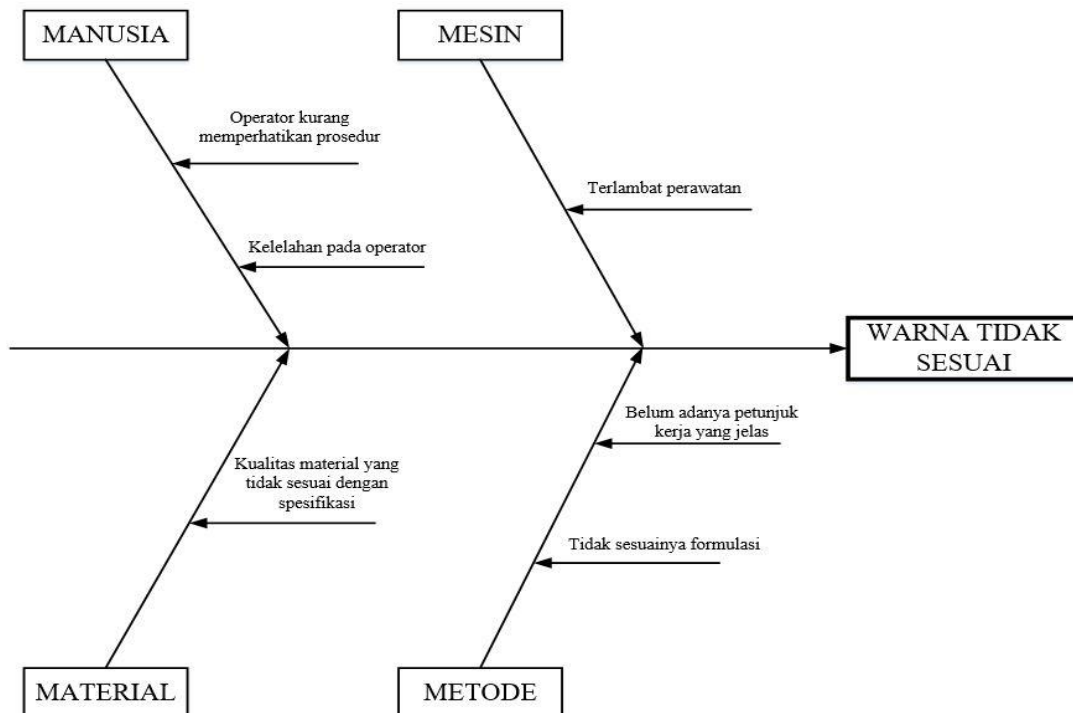 MANUSIA
MESIN
Operator kurang
memperhatikan prosedur
Terlambat perawatan
Kelelahan pada operator
WARNA TIDAK
SESUAI
Belum adanya petunjuk
kerja yang jelas
Kualitas material yang
tidak sesuai dengan
spesifikasi
Tidak sesuainya formulasi
MATERIAL
METODE